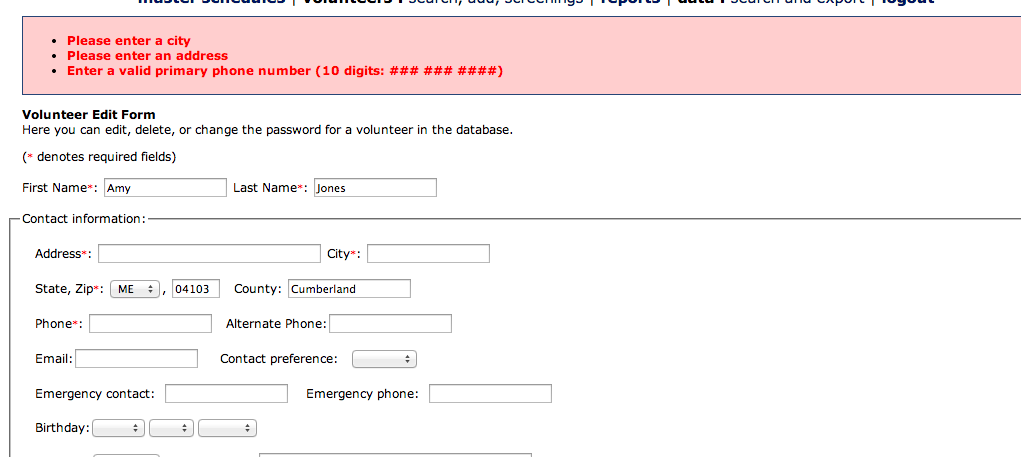 master schedules | volunteers : search, add, screenings | reports | data : search and export | logout
• Please enter a city
• Please enter an address
• Enter a valid primary phone number (10 digits: ### ### ####)
Volunteer Edit Form
Here you can edit, delete, or change the password for a volunteer in the database.
(* denotes required fields)
First Name*: Amy Last Name*: Jones
Contact information:
Address*: City*:
State, Zip*: ME , 04103 County: Cumberland
Phone*: Alternate Phone:
Email: Contact preference:
Emergency contact: Emergency phone:
Birthday: